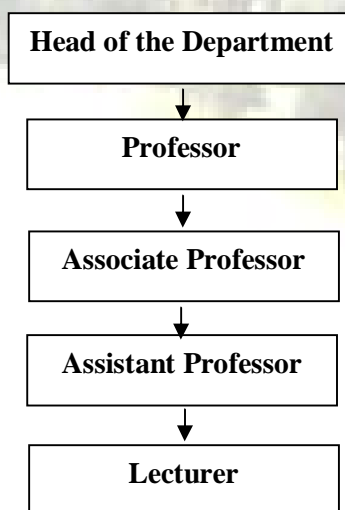 Head of the Department
Professor
Associate Professor
Assistant Professor
Lecturer